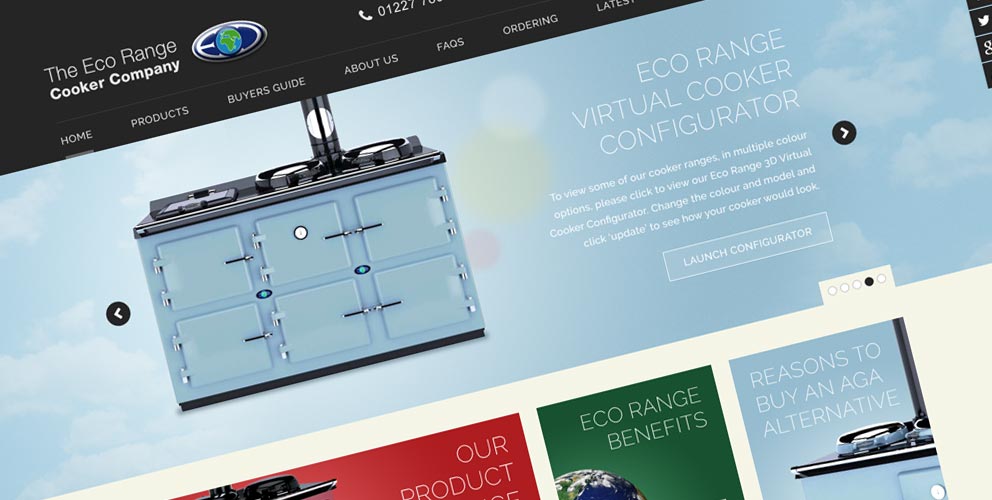 01227
The Eco Range
Cooker Company
HOME
PRODUCTS
BUYERS GUIDE
ABOUT US
FAQS
ORDERING
LATEST
ECO RANGE
VIRTUAL COOKER
CONFIGURATOR
To view some of our cooker ranges, in multiple colour
options, please click to view our Eco Range 3D Virtual
Cooker Configurator. Change the colour and model and
click 'update' to see how your cooker would look.
LAUNCH CONFIGURATOR
OUR
PRODUCT
ECO RANGE
BENEFITS
REASONS TO
BUY AN AGA
ALTERNATIVE